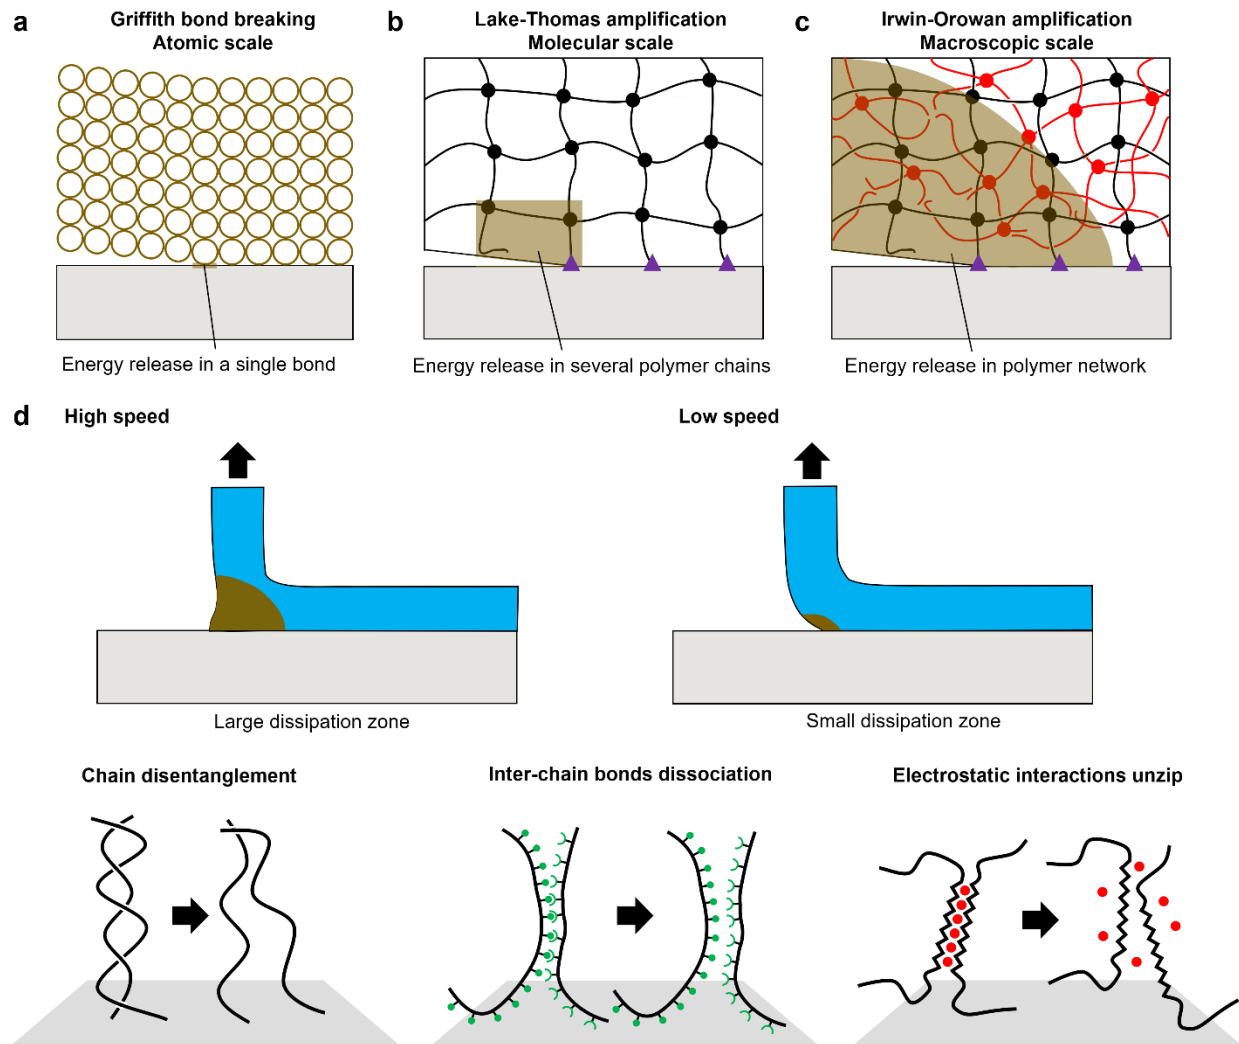 a
Griffith bond breaking
Atomic scale
Energy release in a single bond
b
Lake-Thomas amplification
Molecular scale
Energy release in several polymer chains
c
Irwin-Orowan amplification
Macroscopic scale
Energy release in polymer network
d
High speed
Large dissipation zone
Low speed
Small dissipation zone
Chain disentanglement
Inter-chain bonds dissociation
Electrostatic interactions unzip